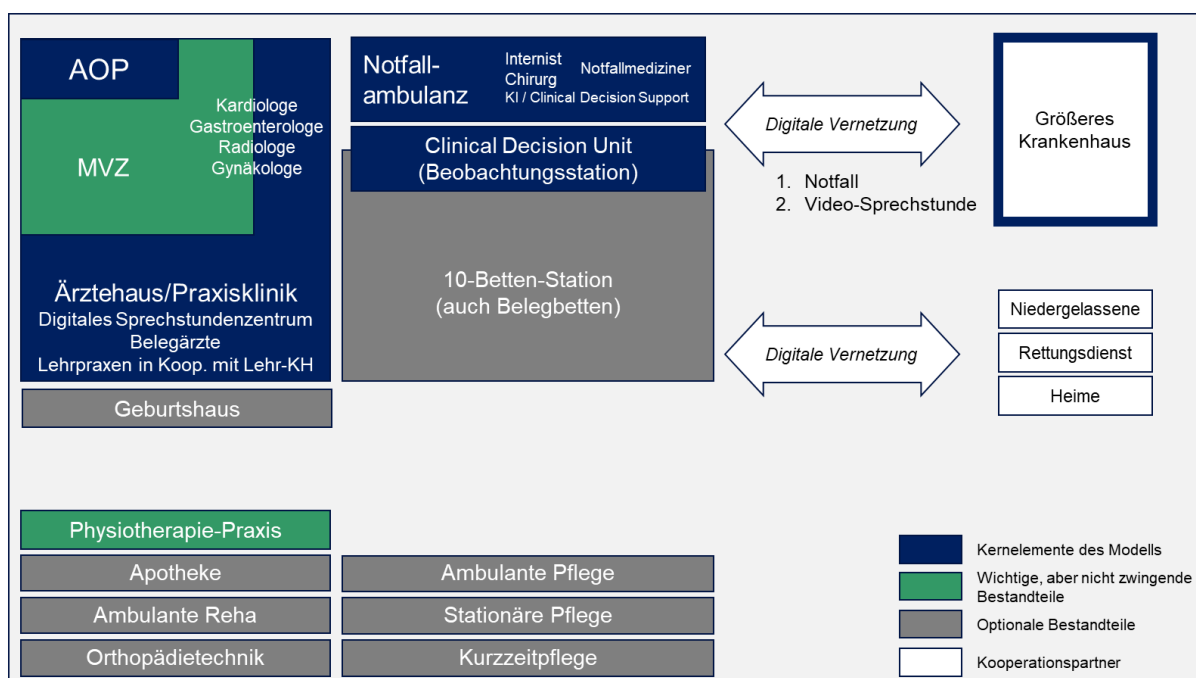 AOP
MVZ
Kardiologe
Gastroenterologe
Radiologe
Gynäkologe
Ärztehaus/Praxisklinik
Digitales Sprechstundenzentrum
Belegärzte
Lehrpraxen in Koop. mit Lehr-KH
Geburtshaus
Notfall-
ambulanz
Internist
Chirurg
Notfallmediziner
KI / Clinical Decision Support
Clinical Decision Unit
(Beobachtungsstation)
10-Betten-Station
(auch Belegbetten)
Digitale Vernetzung
1. Notfall
2. Video-Sprechstunde
Größeres
Krankenhaus
Digitale Vernetzung
Niedergelassene
Rettungsdienst
Heime
Physiotherapie-Praxis
Apotheke
Ambulante Reha
Orthopädietechnik
Ambulante Pflege
Stationäre Pflege
Kurzzeitpflege
Kernelemente des Modells
Wichtige, aber nicht zwingende
Bestandteile
Optionale Bestandteile
Kooperationspartner